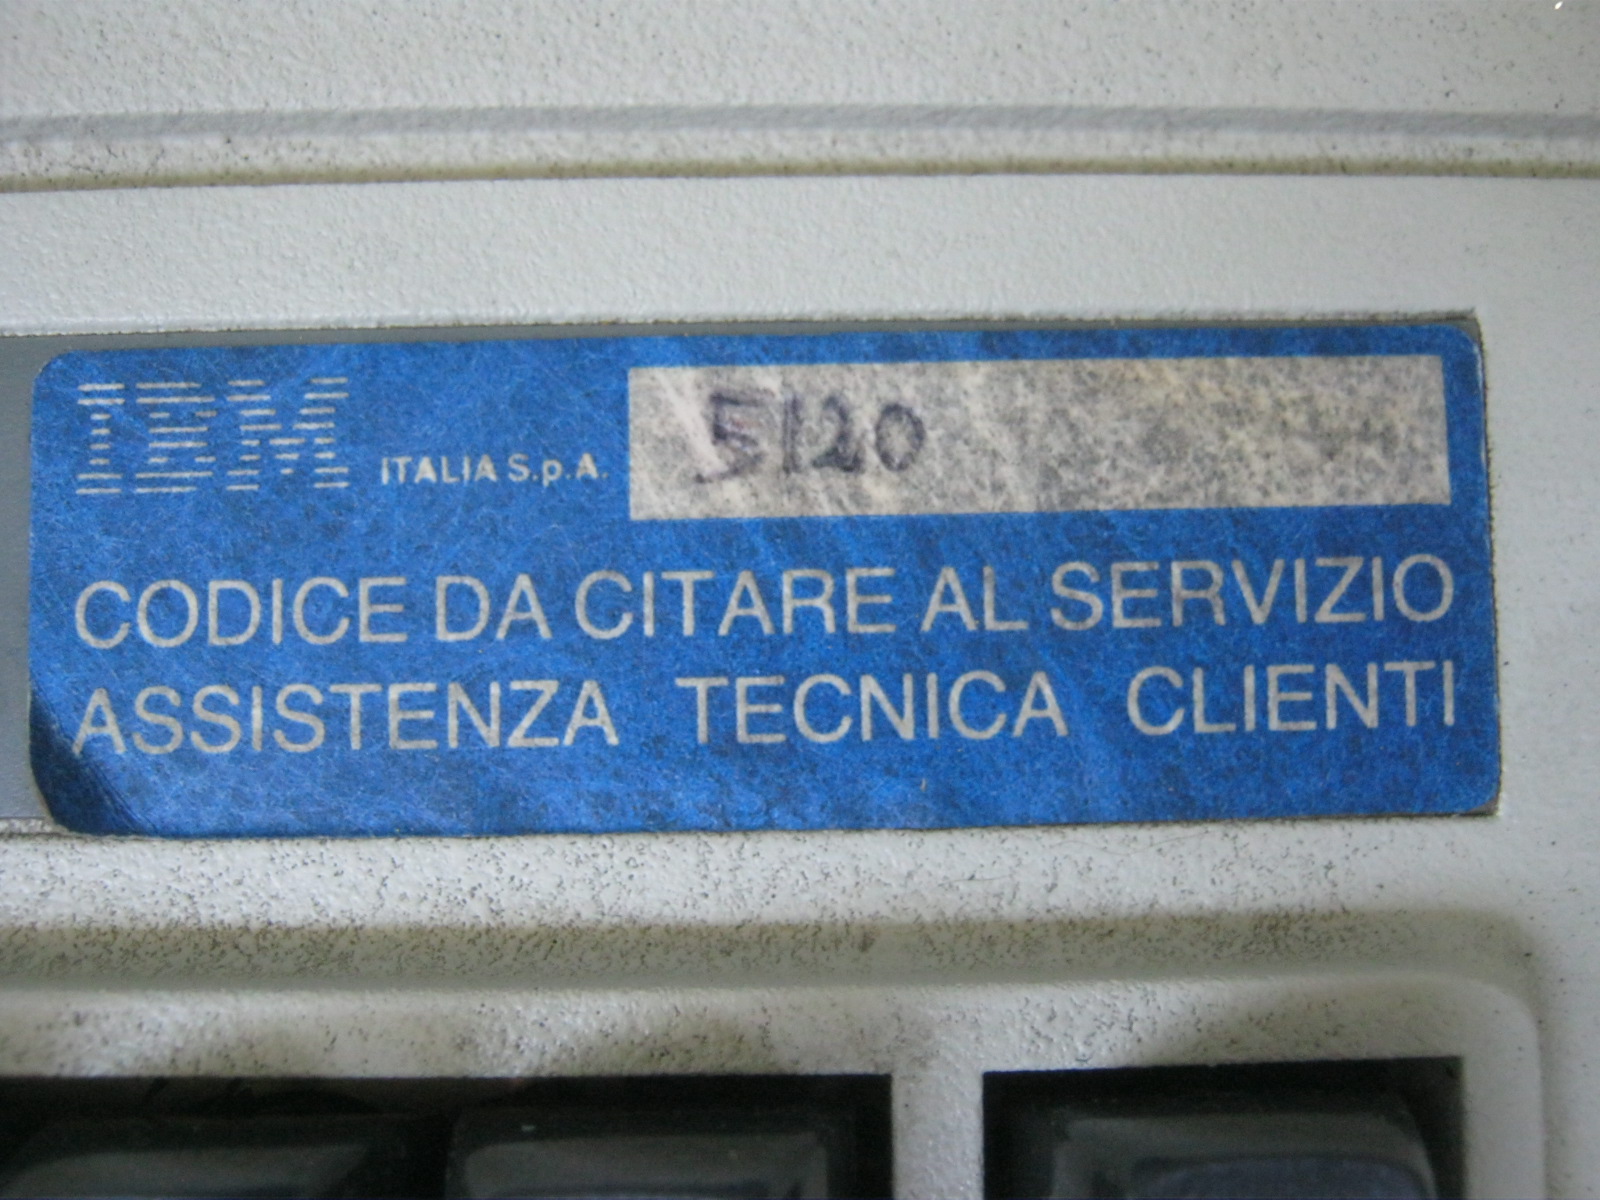 IBM ITALIA S.p.A. 5120
CODICE DA CITARE AL SERVIZIO
ASSISTENZA TECNICA CLIENTI